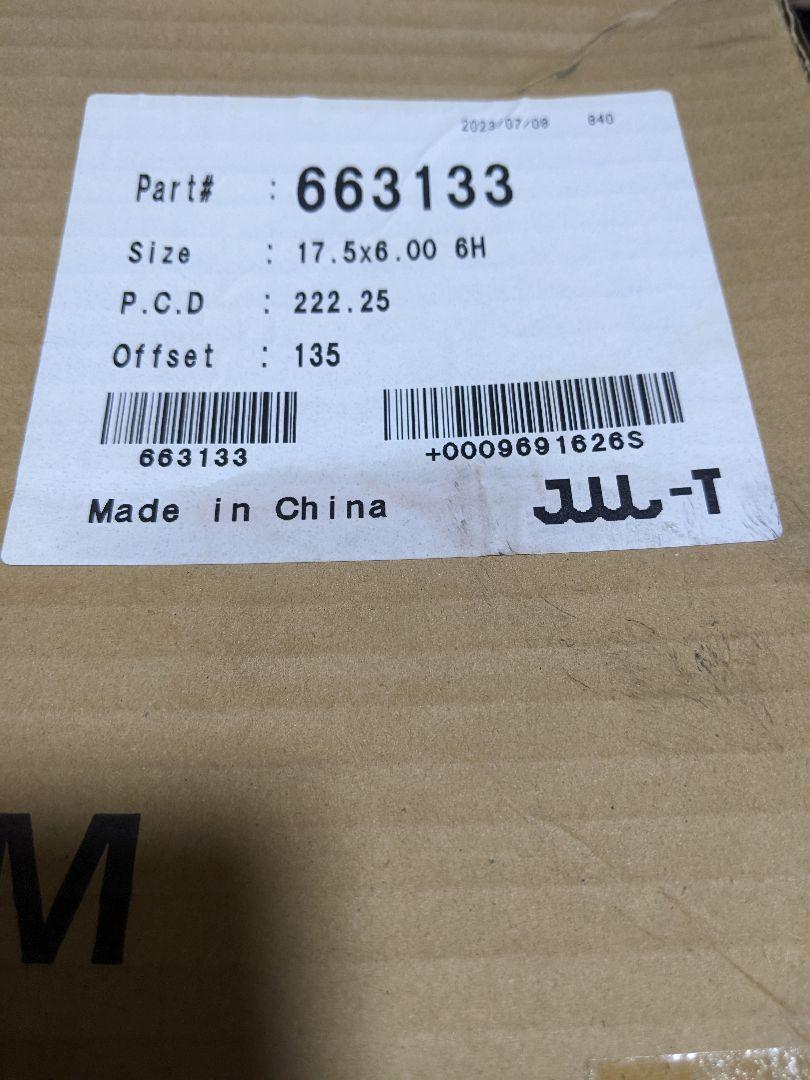 2023/07/08 840
Part# : 663133
Size : 17.5x6.00 6H
P.C.D : 222.25
Offset : 135
663133 +0009691626S
Made in China JWL-T
M